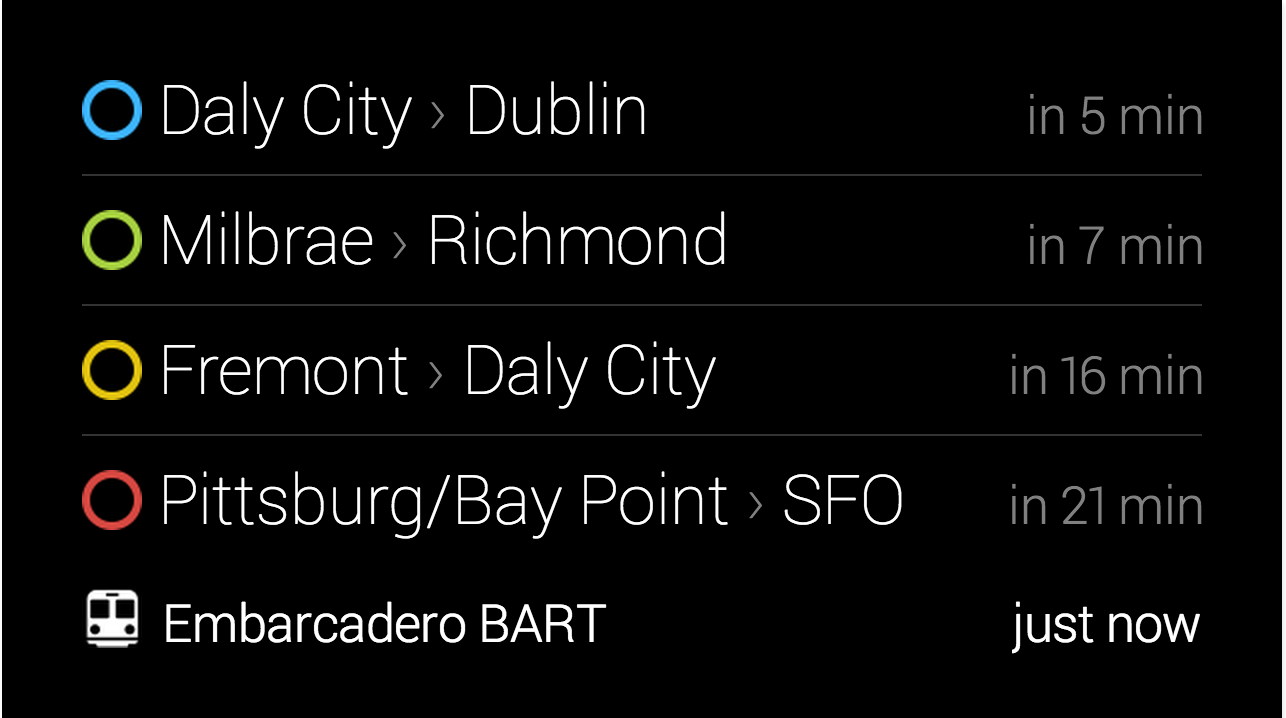 Daly City › Dublin in 5 min
Milbrae › Richmond in 7 min
Fremont › Daly City in 16 min
Pittsburg/Bay Point › SFO in 21 min
Embarcadero BART just now